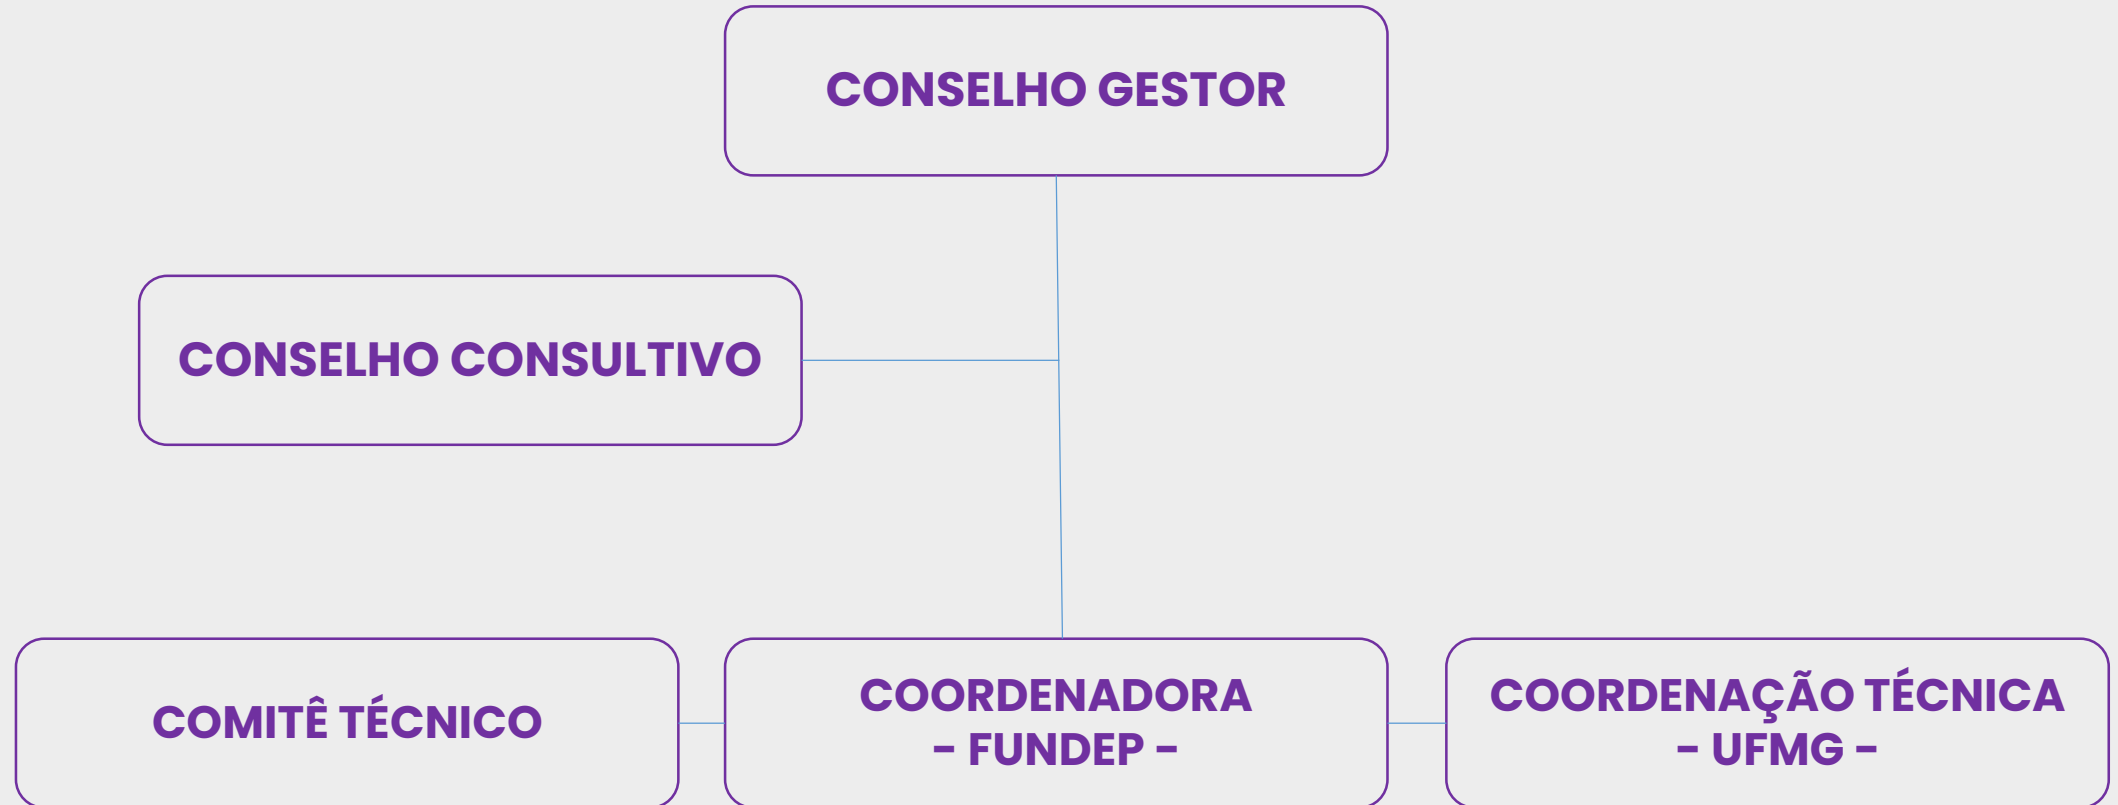 CONSELHO GESTOR
CONSELHO CONSULTIVO
COMITÊ TÉCNICO
COORDENADORA
- FUNDEP -
COORDENAÇÃO TÉCNICA
- UFMG -